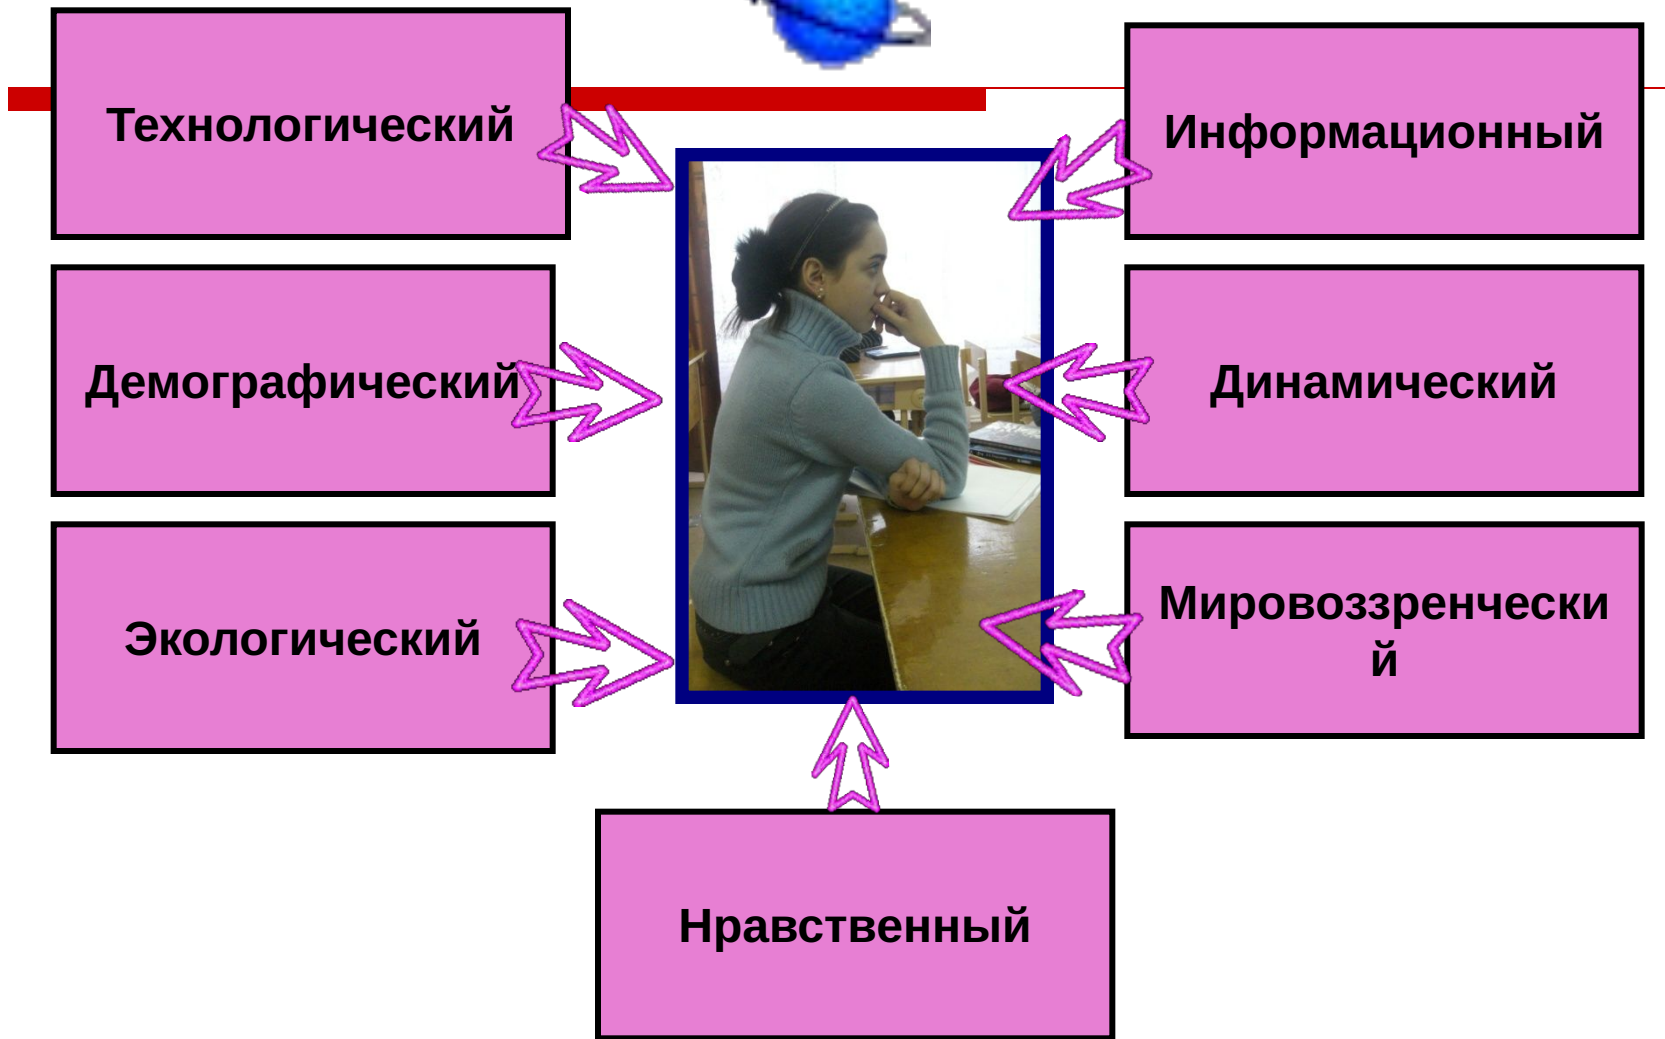 Технологический
Информационный
Демографический
Динамический
Экологический
Мировоззренчески
й
Нравственный